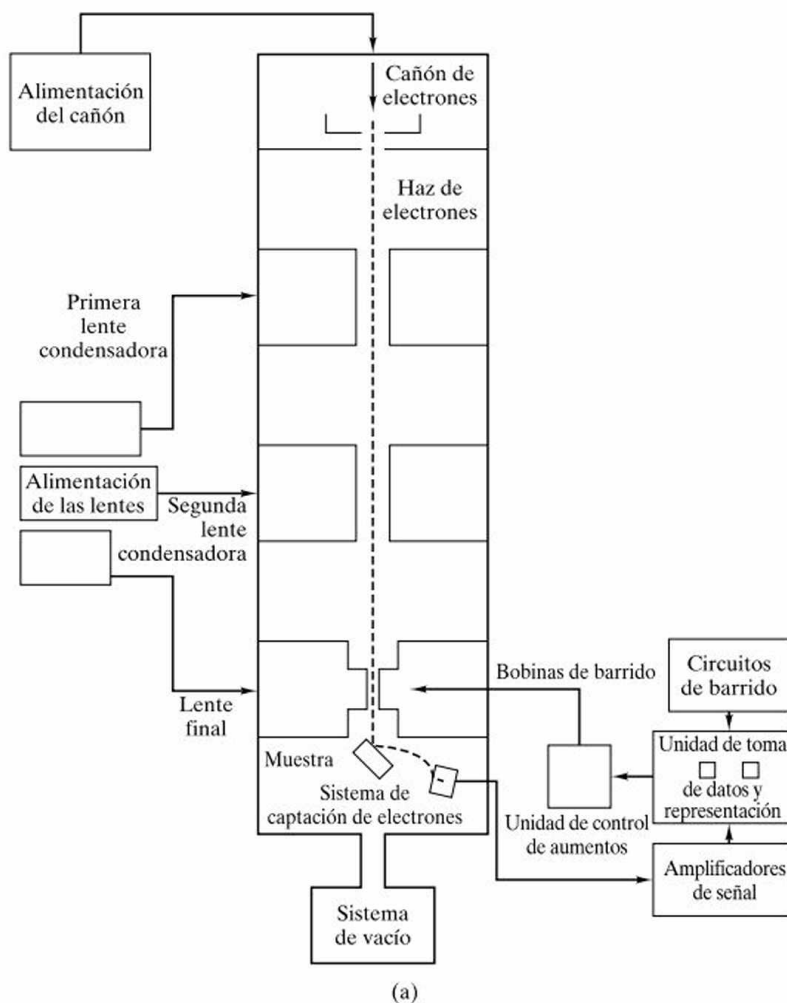 Alimentación
del cañón
Cañón de
electrones
Haz de
electrones
Primera
lente
condensadora
Alimentación
de las lentes
Segunda
lente
condensadora
Lente
final
Bobinas de barrido
Circuitos
de barrido
Unidad de toma
de datos y
representación
Muestra
Sistema de
captación de electrones
Unidad de control
de aumentos
Amplificadores
de señal
Sistema
de vacío
(a)